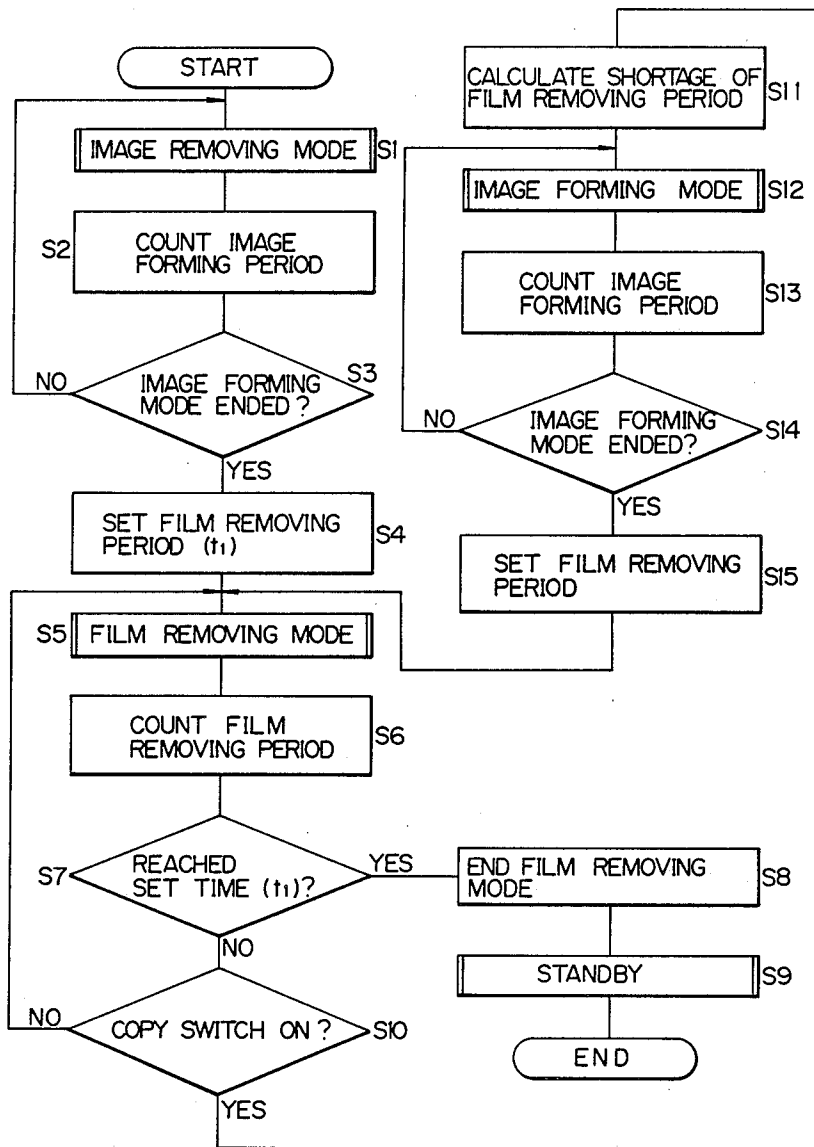 START
IMAGE REMOVING MODE S1
S2
COUNT IMAGE
FORMING PERIOD
S3
NO
IMAGE FORMING
MODE ENDED?
YES
SET FILM REMOVING
PERIOD (t1)
S4
S5 FILM REMOVING MODE
COUNT FILM
REMOVING PERIOD
S6
S7
REACHED
SET TIME (t1)?
YES
NO
NO
COPY SWITCH ON?
S10
YES
CALCULATE SHORTAGE OF
FILM REMOVING PERIOD
S11
IMAGE FORMING MODE S12
COUNT IMAGE
FORMING PERIOD
S13
NO
IMAGE FORMING
MODE ENDED?
S14
YES
SET FILM REMOVING
PERIOD
S15
END FILM REMOVING
MODE
S8
STANDBY S9
END